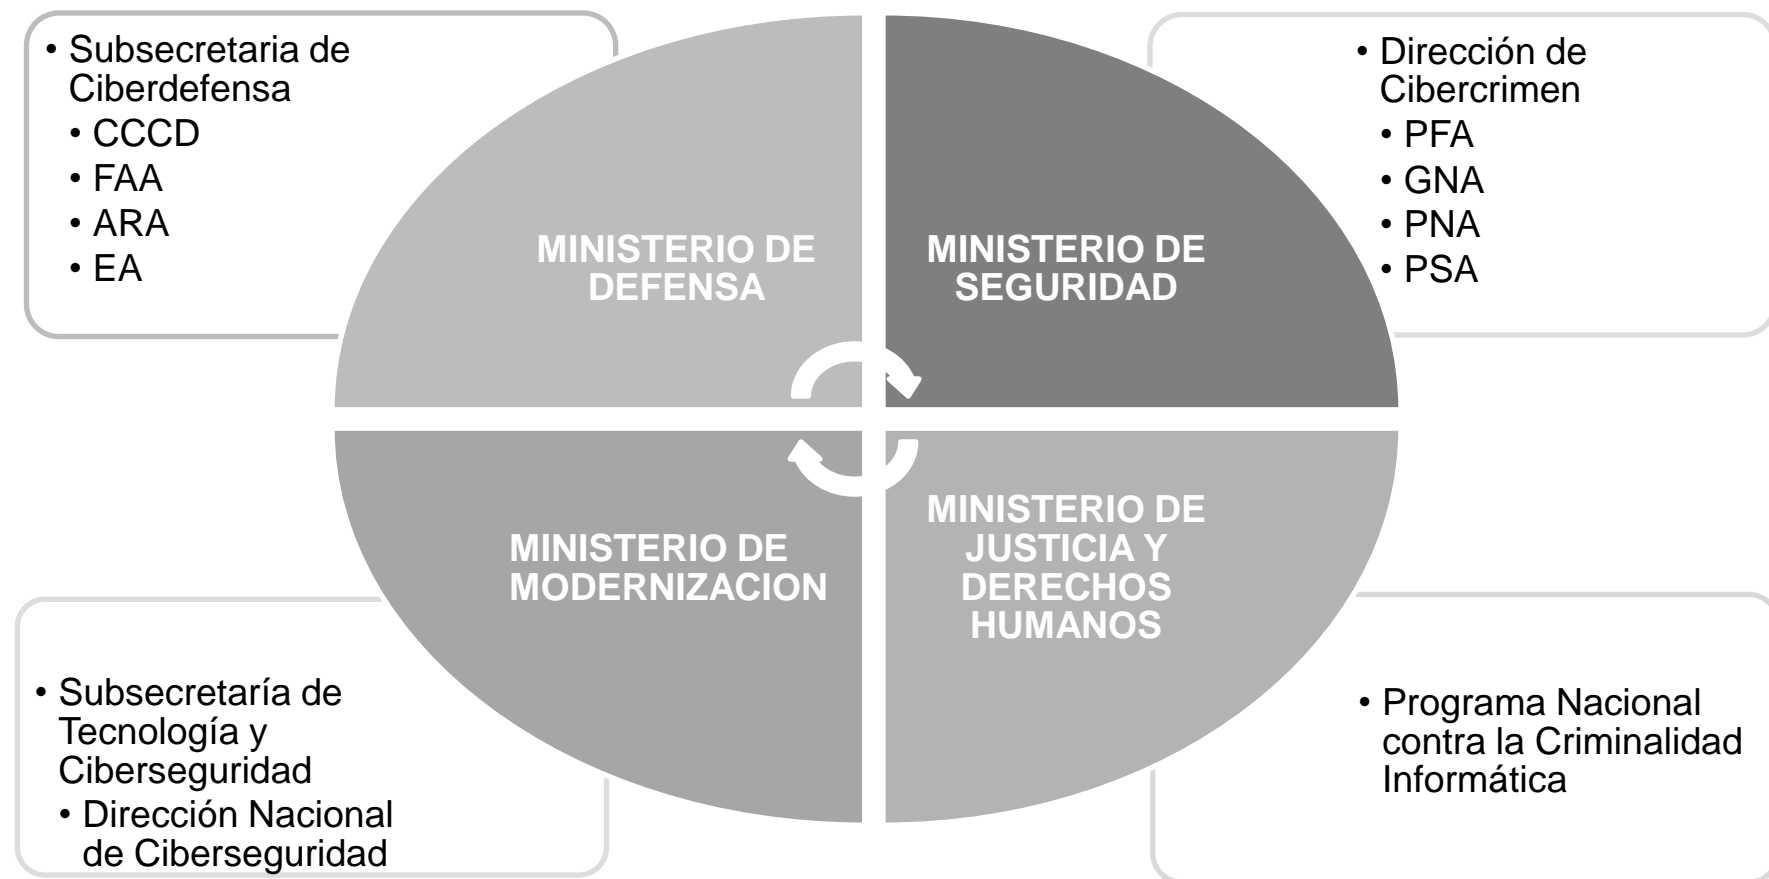 • Subsecretaria de
Ciberdefensa
• CCCD
• FAA
• ARA
• EA
MINISTERIO DE
DEFENSA
MINISTERIO DE
SEGURIDAD
• Dirección de
Cibercrimen
• PFA
• GNA
• PNA
• PSA
MINISTERIO DE
MODERNIZACION
MINISTERIO DE
JUSTICIA Y
DERECHOS
HUMANOS
• Subsecretaría de
Tecnología y
Ciberseguridad
• Dirección Nacional
de Ciberseguridad
• Programa Nacional
contra la Criminalidad
Informática